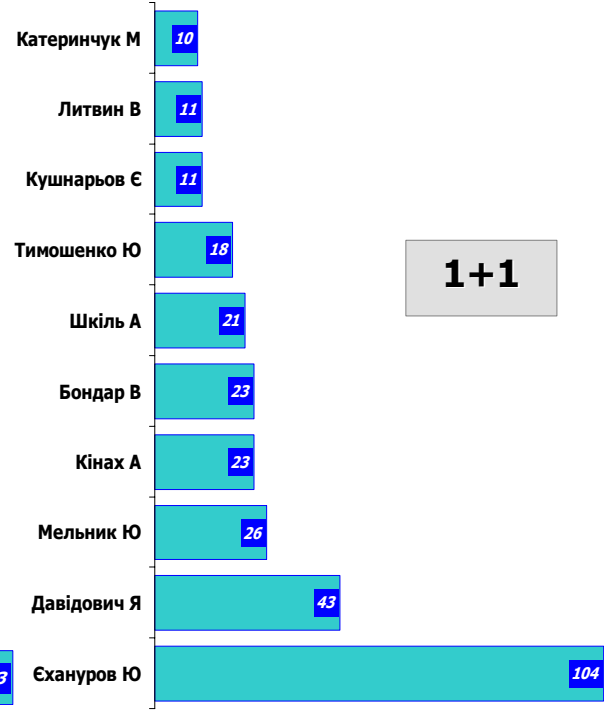 Катеринчук М 10
Литвин В 11
Кушнарьов Є 11
Тимошенко Ю 18
1+1
Шкіль А 21
Бондар В 23
Кінах А 23
Мельник Ю 26
Давідович Я 43
3 Єхануров Ю 104